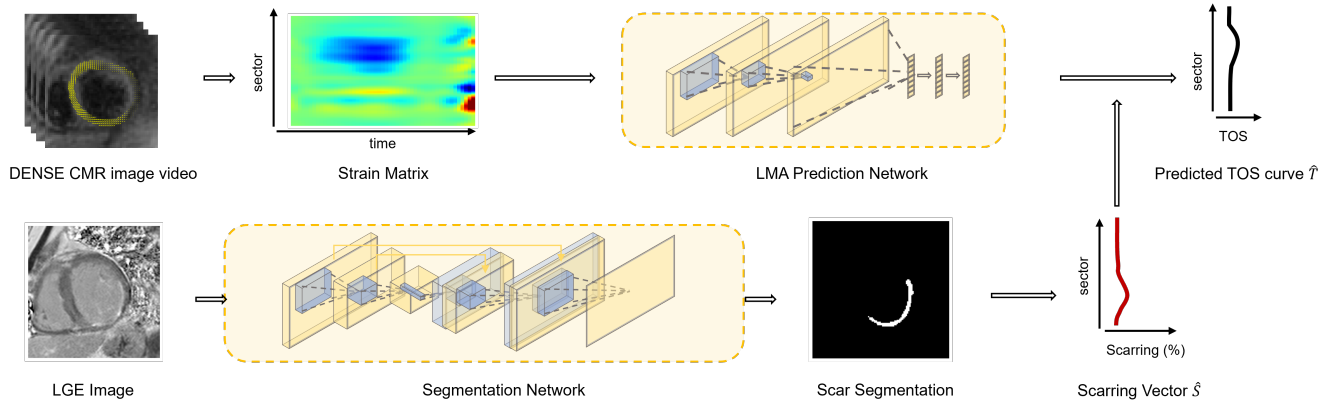 sector
time
sector
TOS
DENSE CMR image video
Strain Matrix
LMA Prediction Network
Predicted TOS curve T̂
sector
Scarring (%)
LGE Image
Segmentation Network
Scar Segmentation
Scarring Vector Ŝ